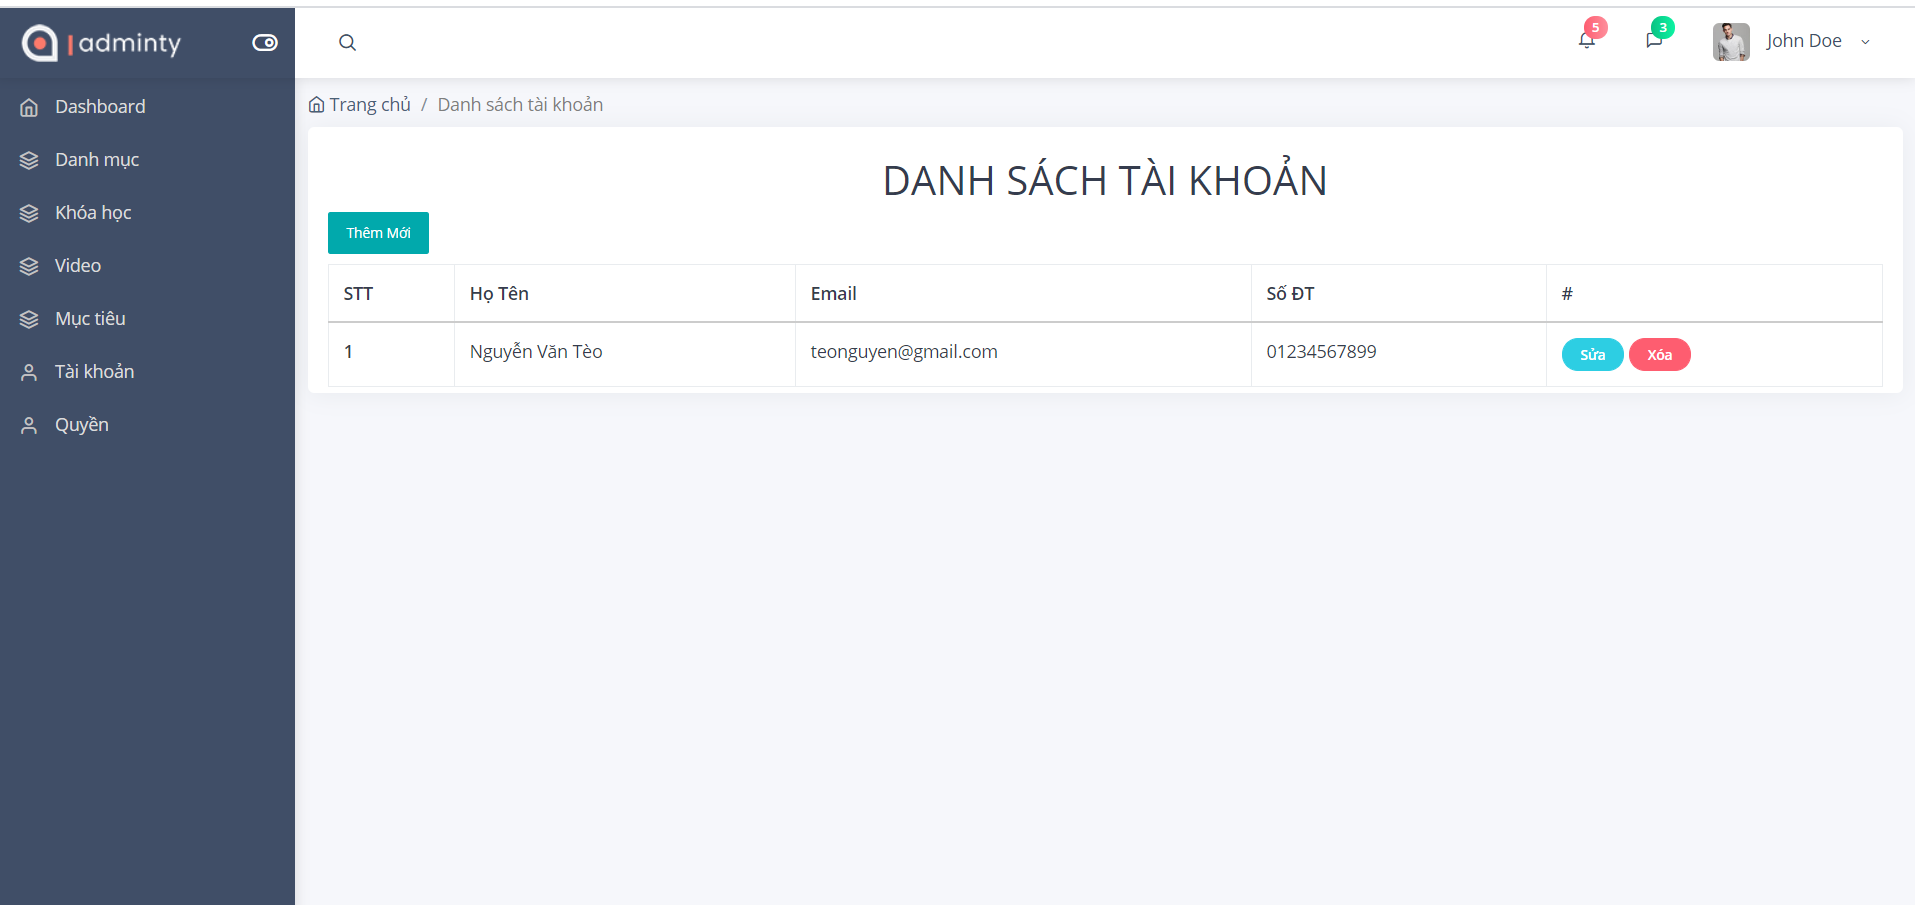 adminty
5
3
John Doe
Dashboard
Danh mục
Khóa học
Video
Mục tiêu
Tài khoản
Quyền
Trang chủ / Danh sách tài khoản
DANH SÁCH TÀI KHOẢN
Thêm Mới
STT Họ Tên Email Số ĐT #
1 Nguyễn Văn Tèo teonguyen@gmail.com 01234567899 Sửa Xóa